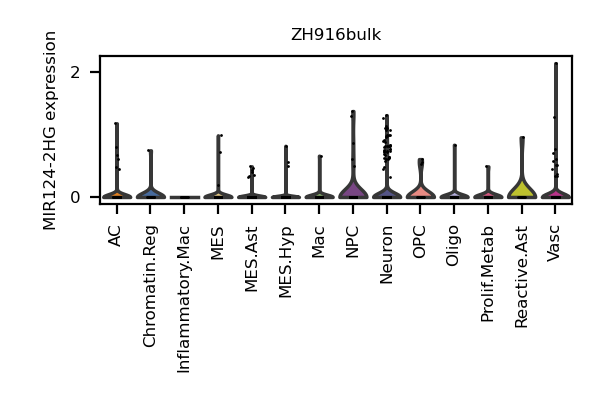 ZH916bulk
MIR124-2HG expression
2
0
AC
Chromatin.Reg
Inflammatory.Mac
MES
MES.Ast
MES.Hyp
Mac
NPC
Neuron
OPC
Oligo
Prolif.Metab
Reactive.Ast
Vasc